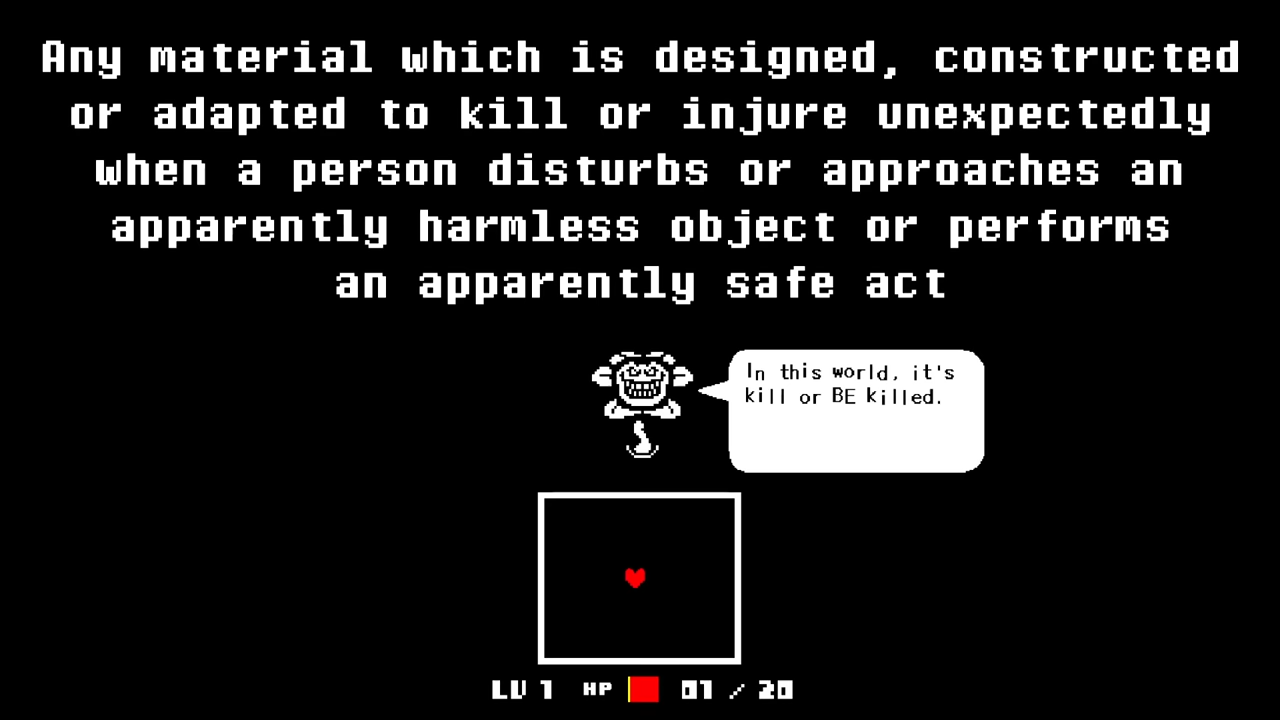 Any material which is designed, constructed
or adapted to kill or injure unexpectedly
when a person disturbs or approaches an
apparently harmless object or performs
an apparently safe act
In this world, it's
kill or BE killed.
LV 1 HP 01 / 20